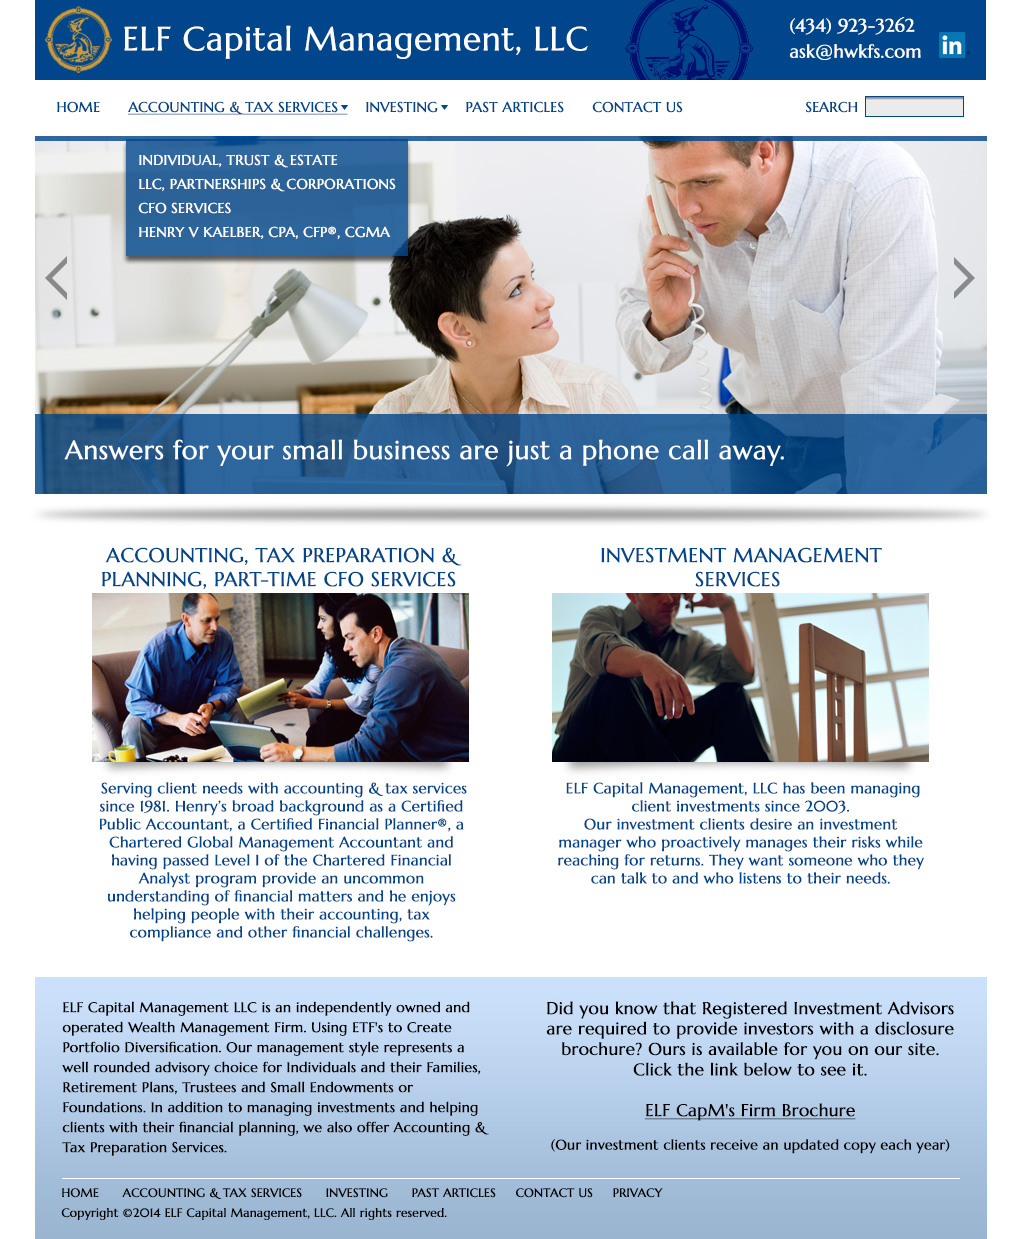 ELF Capital Management, LLC
(434) 923-3262
ask@hwkfs.com
in
HOME ACCOUNTING & TAX SERVICES INVESTING PAST ARTICLES CONTACT US SEARCH
INDIVIDUAL, TRUST & ESTATE
LLC, PARTNERSHIPS & CORPORATIONS
CFO SERVICES
HENRY V KAELBER, CPA, CFP®, CGMA
Answers for your small business are just a phone call away.
ACCOUNTING, TAX PREPARATION &
PLANNING, PART-TIME CFO SERVICES
Serving client needs with accounting & tax services
since 1981. Henry's broad background as a Certified
Public Accountant, a Certified Financial Planner®, a
Chartered Global Management Accountant and
having passed Level I of the Chartered Financial
Analyst program provide an uncommon
understanding of financial matters and he enjoys
helping people with their accounting, tax
compliance and other financial challenges.
INVESTMENT MANAGEMENT
SERVICES
ELF Capital Management, LLC has been managing
client investments since 2003.
Our investment clients desire an investment
manager who proactively manages their risks while
reaching for returns. They want someone who they
can talk to and who listens to their needs.
ELF Capital Management LLC is an independently owned and
operated Wealth Management Firm. Using ETF's to Create
Portfolio Diversification. Our management style represents a
well rounded advisory choice for Individuals and their Families,
Retirement Plans, Trustees and Small Endowments or
Foundations. In addition to managing investments and helping
clients with their financial planning, we also offer Accounting &
Tax Preparation Services.
Did you know that Registered Investment Advisors
are required to provide investors with a disclosure
brochure? Ours is available for you on our site.
Click the link below to see it.
ELF CapM's Firm Brochure
(Our investment clients receive an updated copy each year)
HOME ACCOUNTING & TAX SERVICES INVESTING PAST ARTICLES CONTACT US PRIVACY
Copyright ©2014 ELF Capital Management, LLC. All rights reserved.